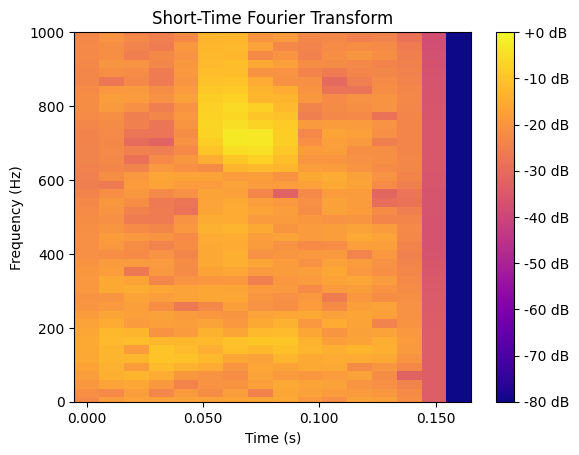 Short-Time Fourier Transform
1000
800
600
400
200
0
Frequency (Hz)
0.000
0.050
0.100
0.150
Time (s)
+0 dB
-10 dB
-20 dB
-30 dB
-40 dB
-50 dB
-60 dB
-70 dB
-80 dB